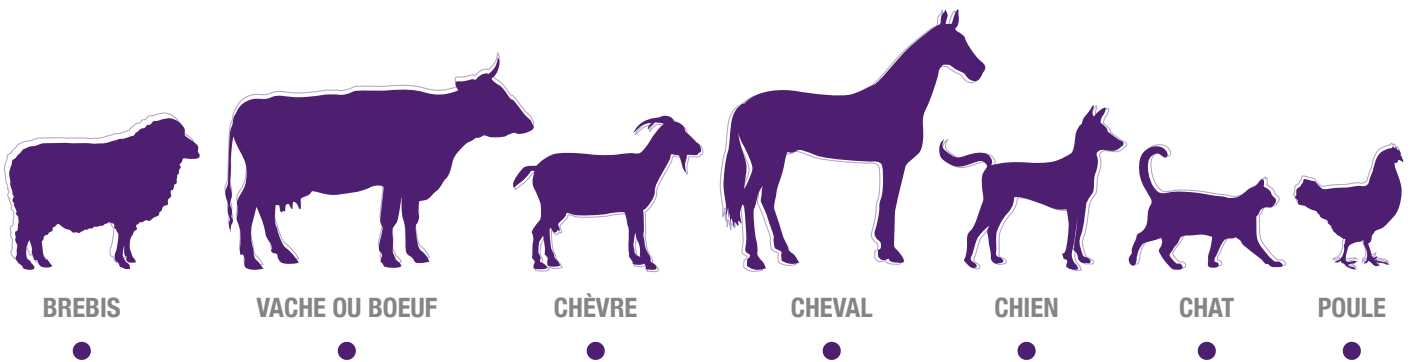 BREBIS
VACHE OU BOEUF
CHÈVRE
CHEVAL
CHIEN
CHAT
POULE